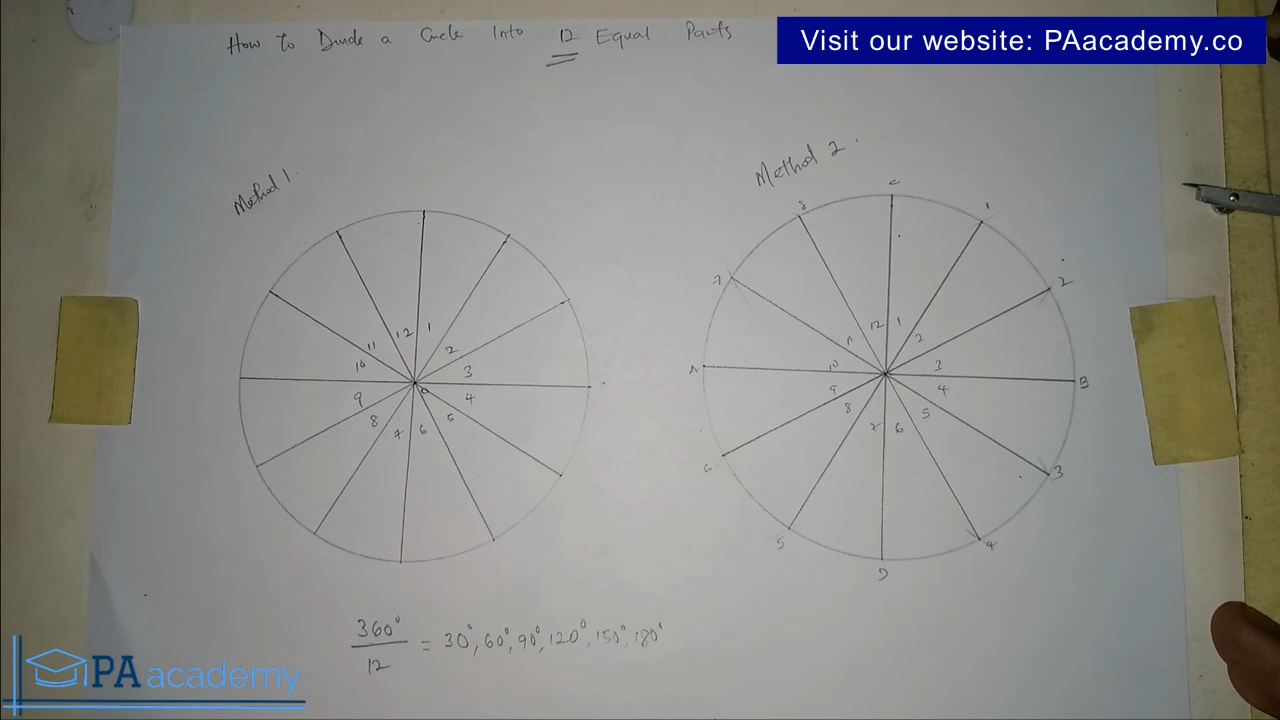 How To Divide a Circle Into 12 Equal Parts
Visit our website: PAacademy.co
Method 1.
Method 2.
12 1
11 2
10 3
9 4
8 5
7 6
0
C
8 1
7 2
A B
6 3
5 4
D
12 1
11 2
10 3
9 4
8 5
7 6
360°
12
= 30°, 60°, 90°, 120°, 150°, 180°
PA academy